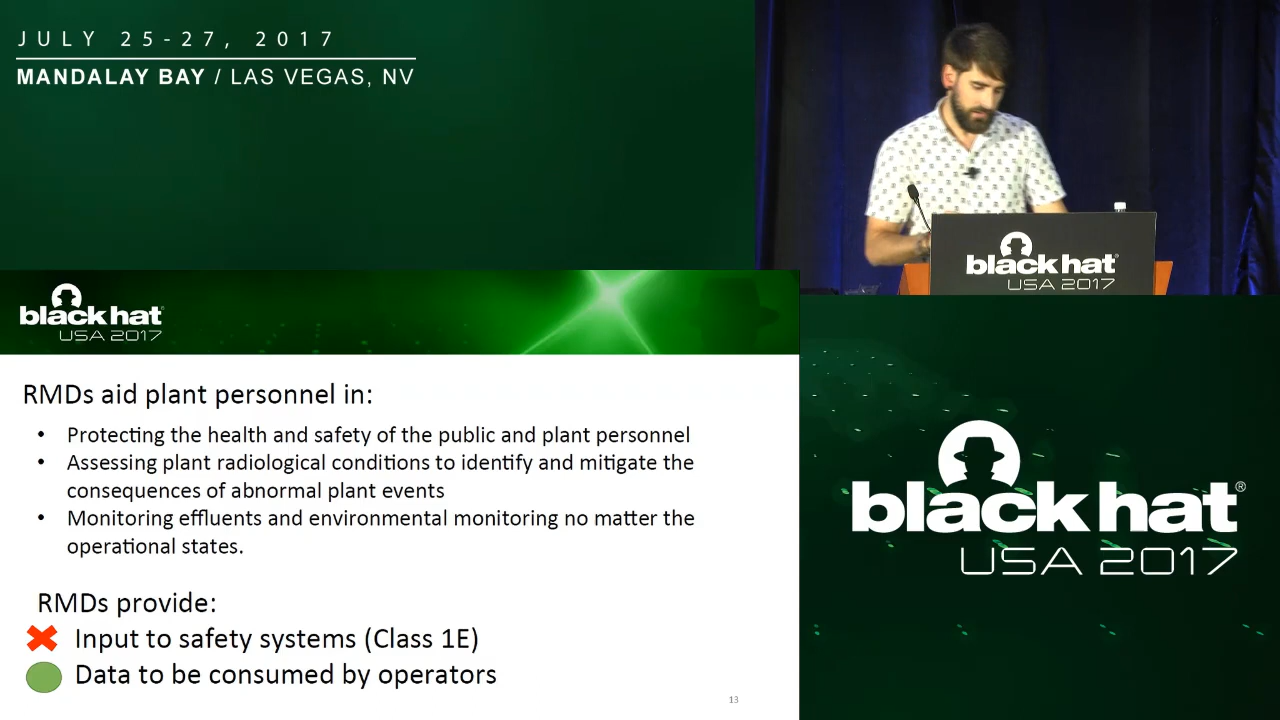 JULY 25-27, 2017
MANDALAY BAY / LAS VEGAS, NV
black hat®
USA 2017
black hat
USA 2017
RMDs aid plant personnel in:
• Protecting the health and safety of the public and plant personnel
• Assessing plant radiological conditions to identify and mitigate the
consequences of abnormal plant events
• Monitoring effluents and environmental monitoring no matter the
operational states.
RMDs provide:
Input to safety systems (Class 1E)
Data to be consumed by operators
13
black hat®
USA 2017